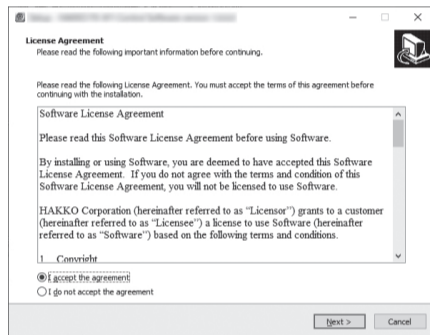 License Agreement
Please read the following important information before continuing.
Please read the following License Agreement. You must accept the terms of this agreement before
continuing with the installation.
Software License Agreement
Please read this Software License Agreement before using Software.
By installing or using Software, you are deemed to have accepted this Software
License Agreement. If you do not agree with the terms and condition of this
Software License Agreement, you will not be licensed to use Software.
HAKKO Corporation (hereinafter referred to as “Licensor”) grants to a customer
(hereinafter referred to as “Licensee”) a license to use Software (hereinafter
referred to as “Software”) based on the following terms and conditions.
1 Copyright
I accept the agreement
I do not accept the agreement
Next > Cancel